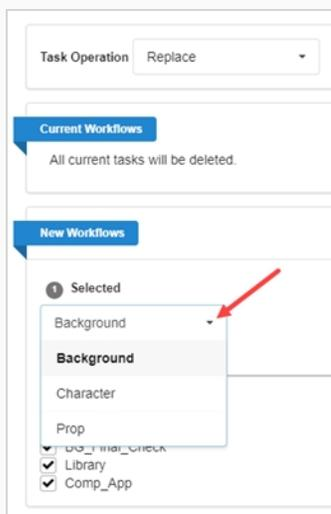 Task Operation Replace
Current Workflows
All current tasks will be deleted.
New Workflows
1 Selected
Background
Background
Character
Prop
BG_Final_Check
Library
Comp_App